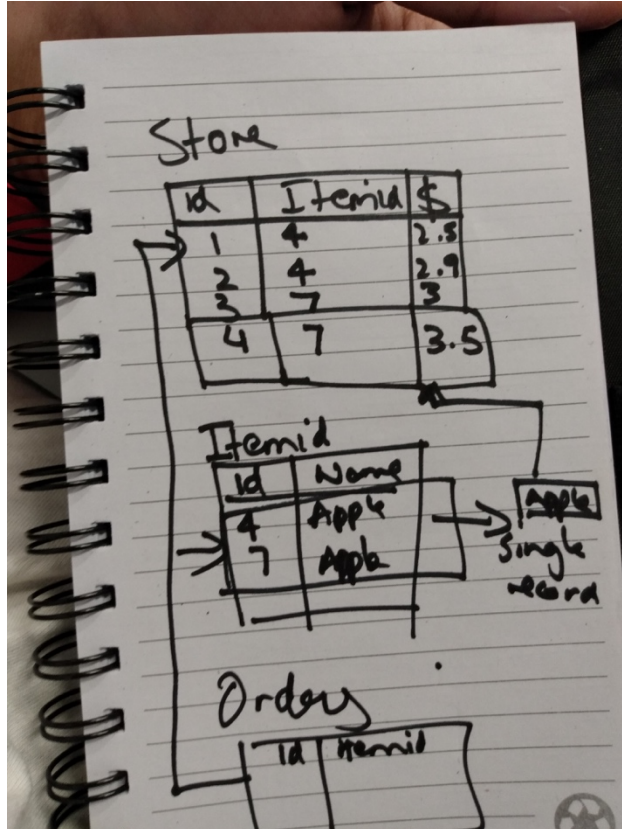 Store
id Itemid $
1 4 2.5
2 4 2.9
3 7 3
4 7 3.5
Itemid
id Name
4 Apple
7 Apple
Apple
Single
record
Orders
id Itemid